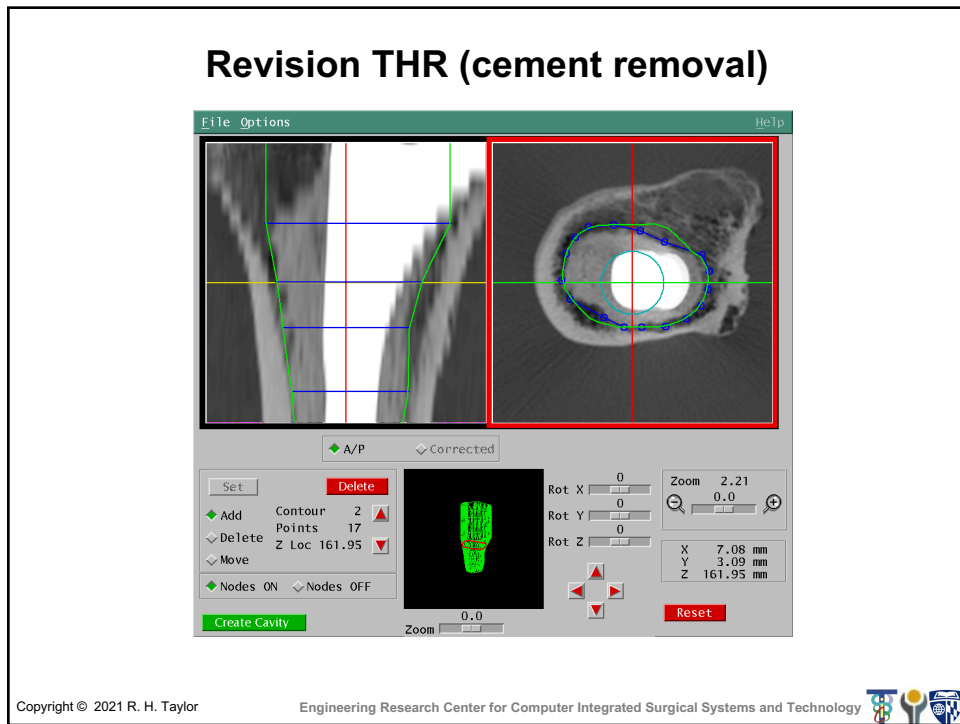 Revision THR (cement removal)
File Options Help
A/P Corrected
Set Delete
Add Contour 2
Delete Points 17
Move Z Loc 161.95
Nodes ON Nodes OFF
Create Cavity
0.0
Zoom
0
Rot X
0
Rot Y
0
Rot Z
Zoom 2.21
0.0
X 7.08 mm
Y 3.09 mm
Z 161.95 mm
Reset
Copyright © 2021 R. H. Taylor
Engineering Research Center for Computer Integrated Surgical Systems and Technology